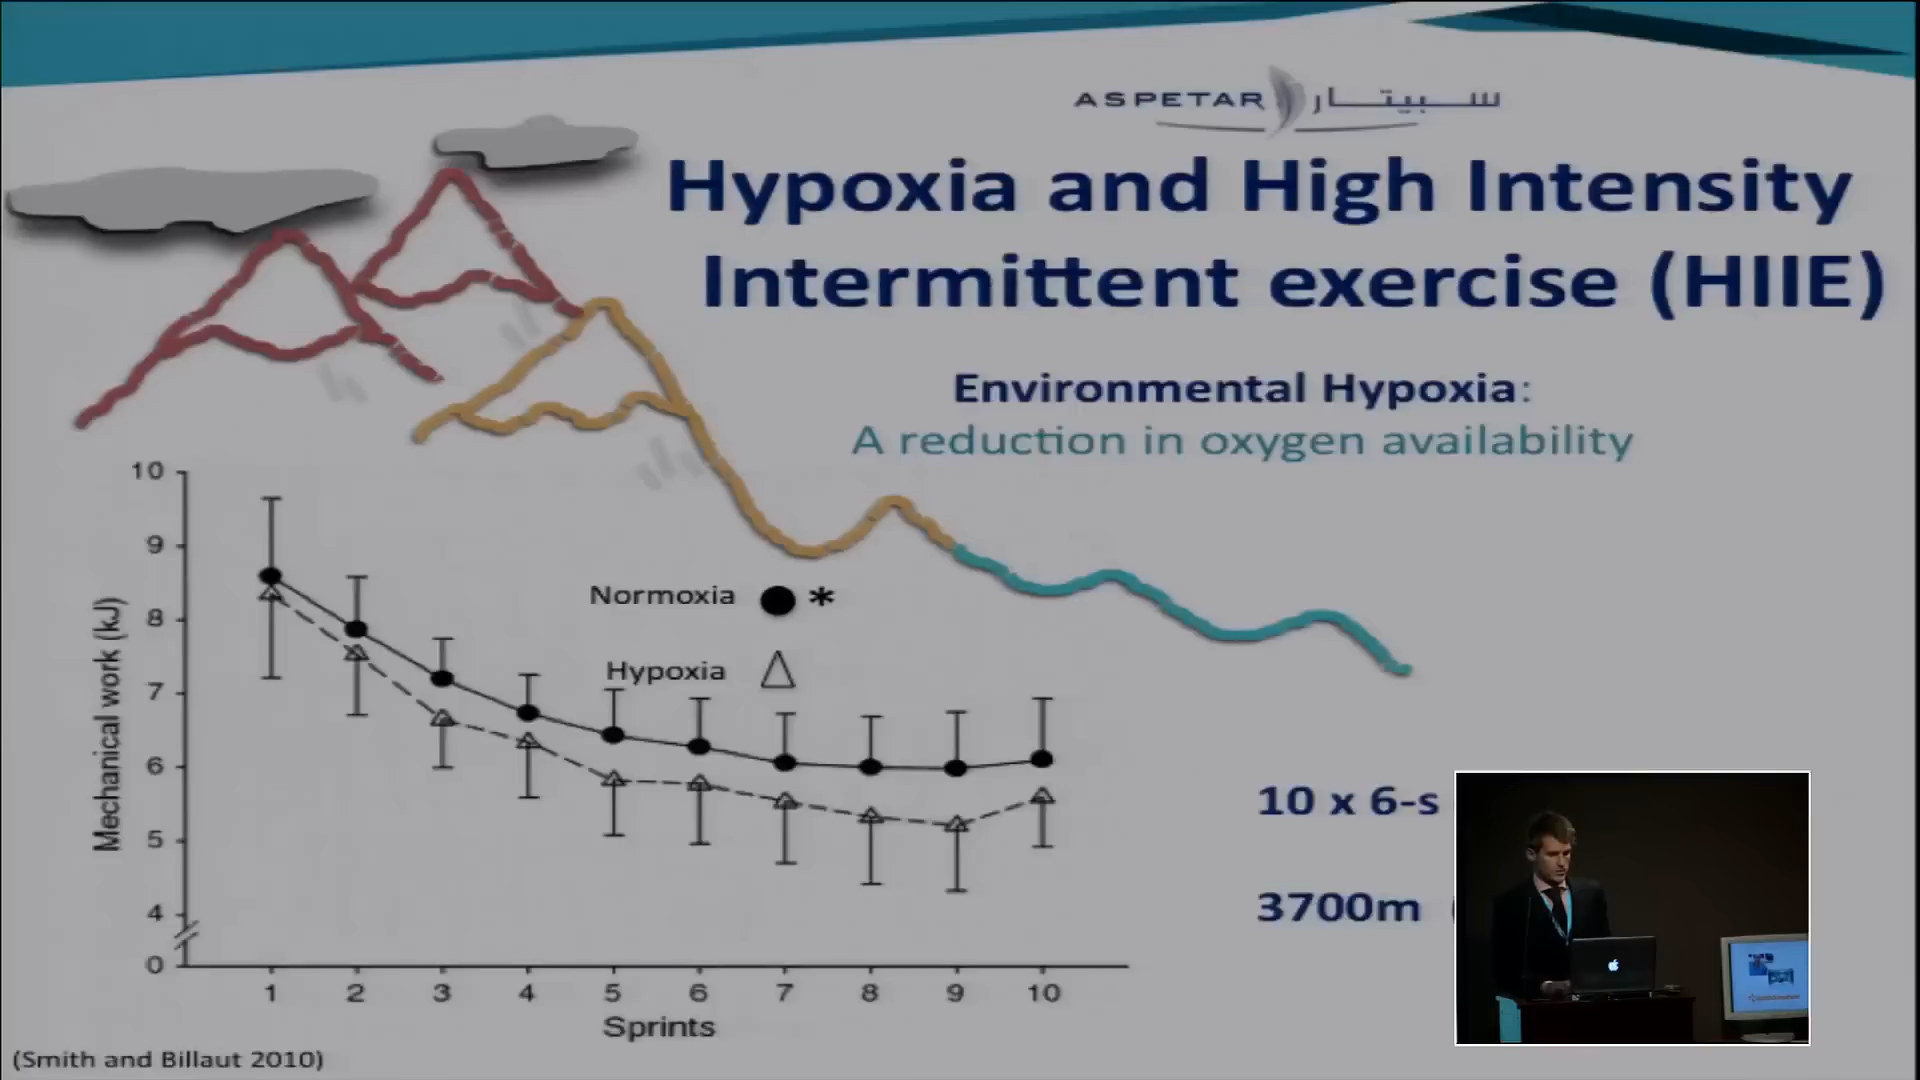 ASPETAR سبيتار
Hypoxia and High Intensity
Intermittent exercise (HIIE)
Environmental Hypoxia:
A reduction in oxygen availability
10
9
8
7
6
5
4
0
Mechanical work (kJ)
Normoxia *
Hypoxia
1 2 3 4 5 6 7 8 9 10
Sprints
10 x 6-s
3700m (
(Smith and Billaut 2010)